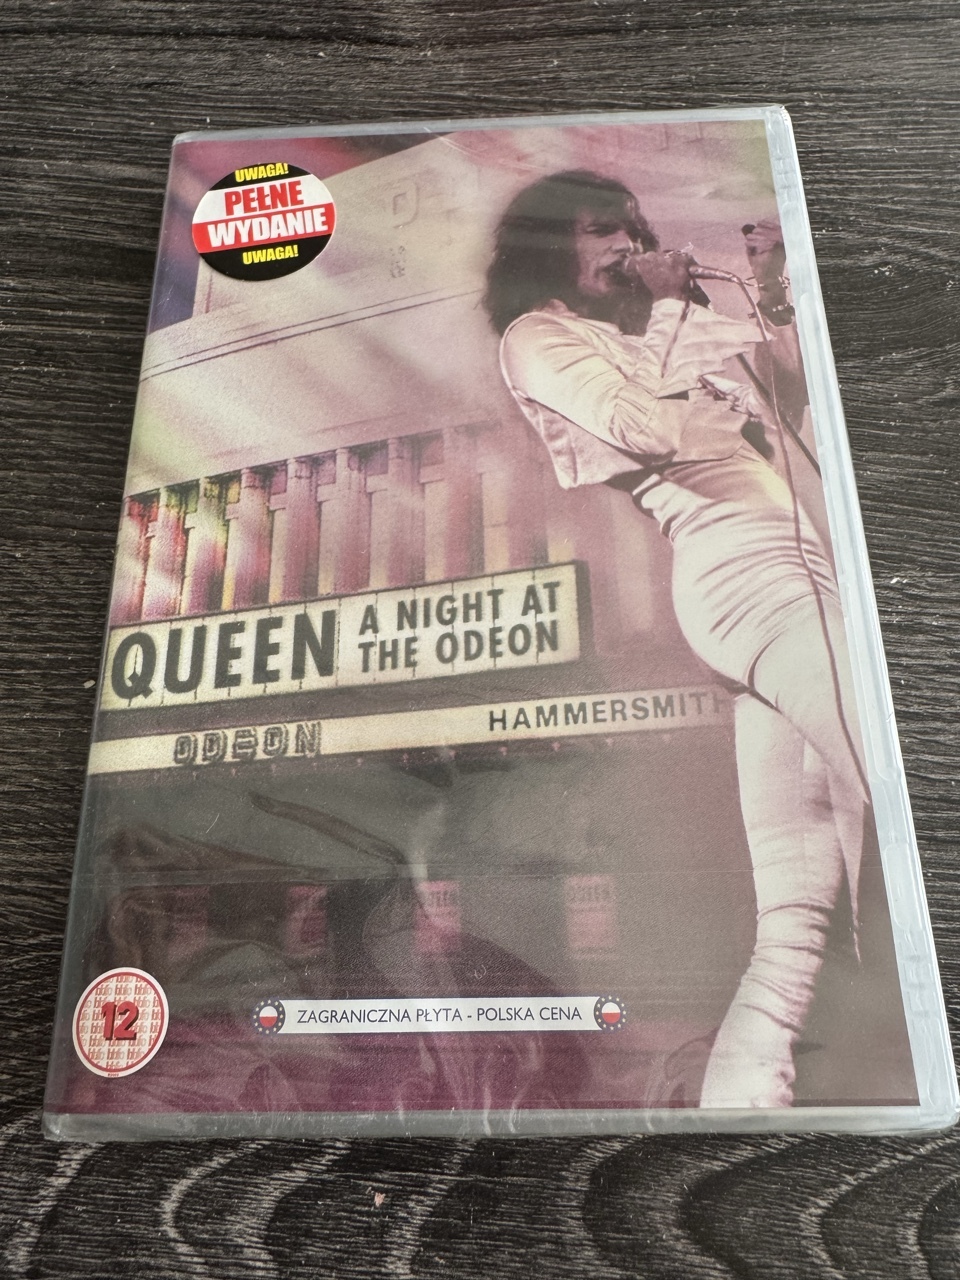 UWAGA!
PEŁNE
WYDANIE
UWAGA!
QUEEN
A NIGHT AT
THE ODEON
ODEON
HAMMERSMITH
12
ZAGRANICZNA PŁYTA - POLSKA CENA